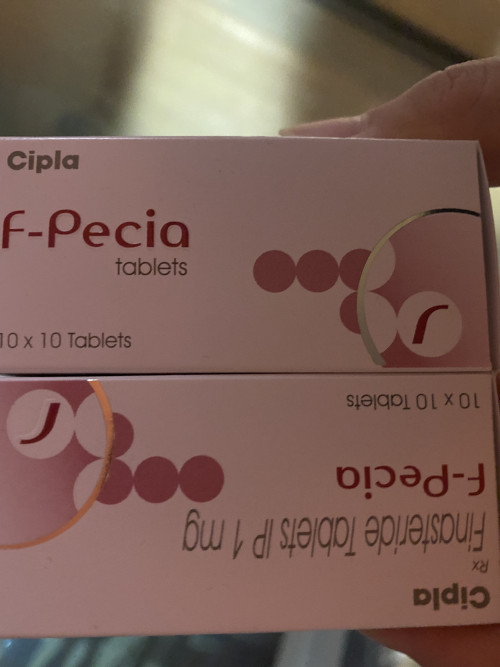 Cipla
F-Pecia
tablets
10 x 10 Tablets
Cipla
Rx
Finasteride Tablets IP 1 mg
F-Pecia
10 x 10 Tablets